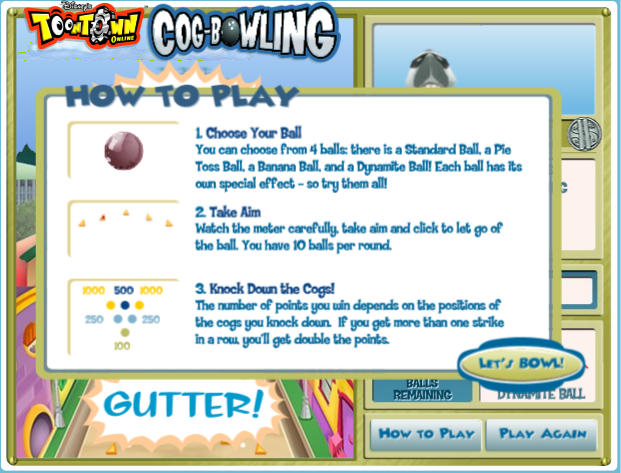 Disney's
TOONTOWN
ONLINE
COG-BOWLING
HOW TO PLAY
1. Choose Your Ball
You can choose from 4 balls: there is a Standard Ball, a Pie
Toss Ball, a Banana Ball, and a Dynamite Ball! Each ball has its
own special effect - so try them all!
2. Take Aim
Watch the meter carefully, take aim and click to let go of
the ball. You have 10 balls per round.
1000 500 1000
250 250
100
3. Knock Down the Cogs!
The number of points you win depends on the positions of
the cogs you knock down. If you get more than one strike
in a row, you'll get double the points.
LET'S BOWL!
GUTTER!
BALLS
REMAINING
DYNAMITE BALL
HOW TO PLAY
PLAY AGAIN